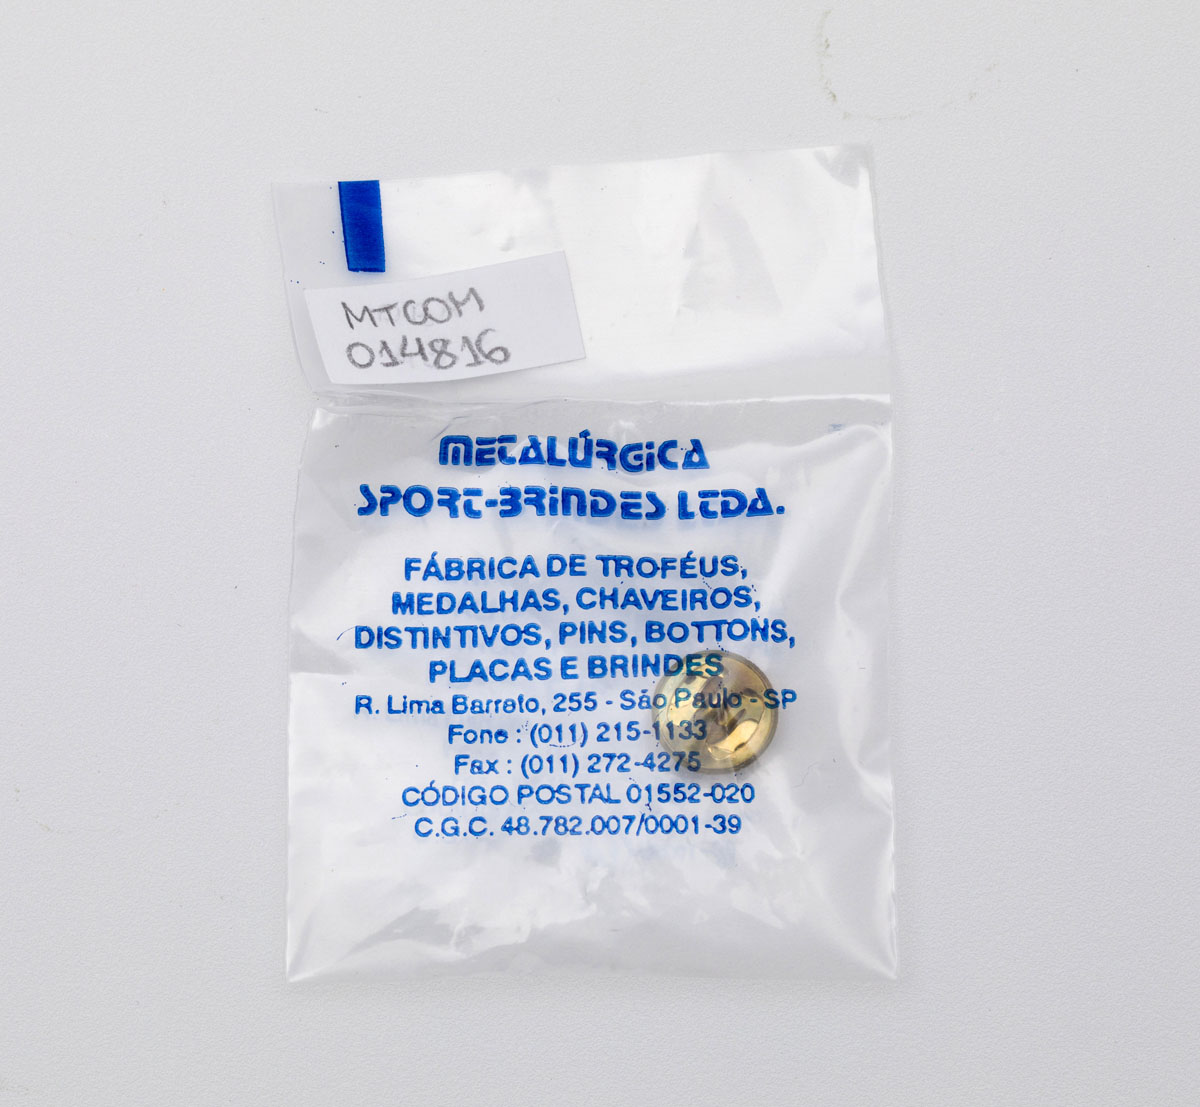 MTCOM
014816
METALÚRGICA
SPORT-BRINDES LTDA.
FÁBRICA DE TROFÉUS,
MEDALHAS, CHAVEIROS,
DISTINTIVOS, PINS, BOTTONS,
PLACAS E BRINDES
R. Lima Barreto, 255 - São Paulo - SP
Fone : (011) 215-1133
Fax : (011) 272-4275
CÓDIGO POSTAL 01552-020
C.G.C. 48.782.007/0001-39